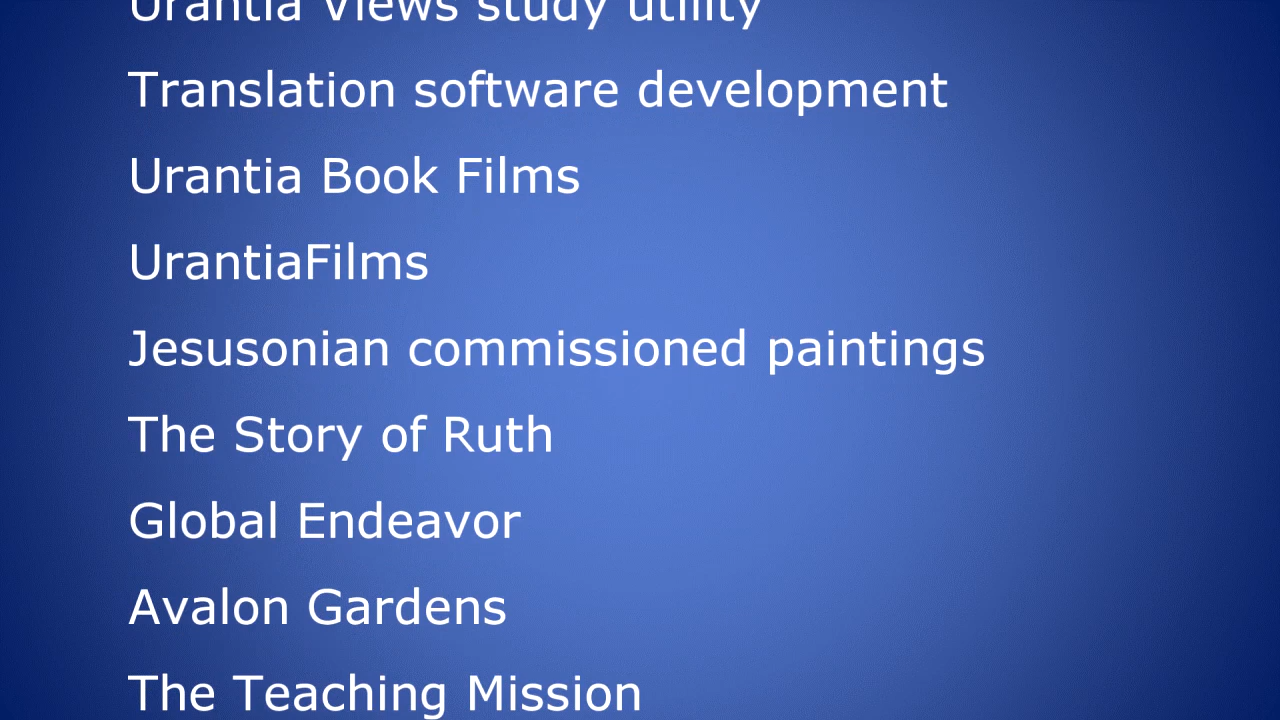 Urantia Views study utility
Translation software development
Urantia Book Films
UrantiaFilms
Jesusonian commissioned paintings
The Story of Ruth
Global Endeavor
Avalon Gardens
The Teaching Mission